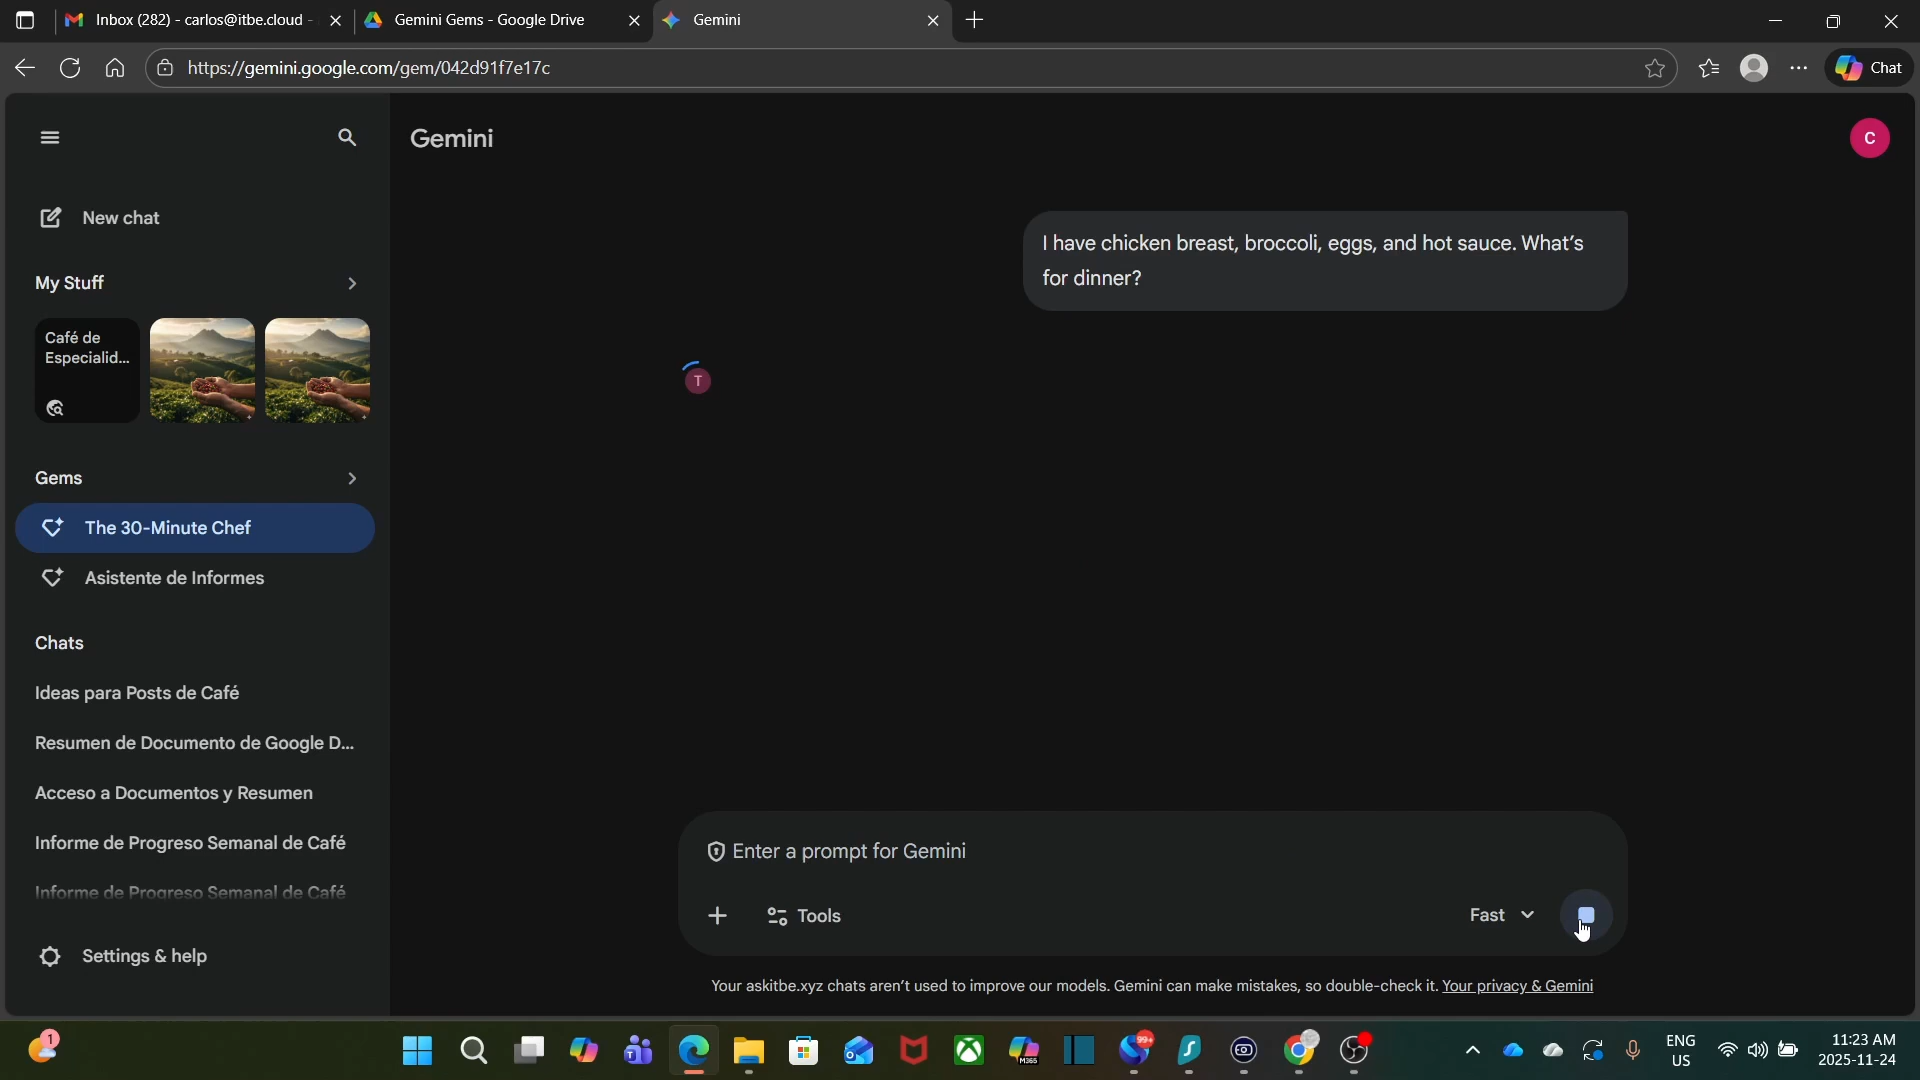 Inbox (282) - carlos@itbe.cloud -
Gemini Gems - Google Drive
Gemini
https://gemini.google.com/gem/042d91f7e17c
Chat
Gemini
C
New chat
I have chicken breast, broccoli, eggs, and hot sauce. What's
for dinner?
My Stuff
Café de
Especialid...
T
Gems
The 30-Minute Chef
Asistente de Informes
Chats
Ideas para Posts de Café
Resumen de Documento de Google D...
Acceso a Documentos y Resumen
Informe de Progreso Semanal de Café
Informe de Progreso Semanal de Café
Enter a prompt for Gemini
Tools
Fast
Settings & help
Your askitbe.xyz chats aren't used to improve our models. Gemini can make mistakes, so double-check it. Your privacy & Gemini
1
M365
99+
ENG
US
11:23 AM
2025-11-24